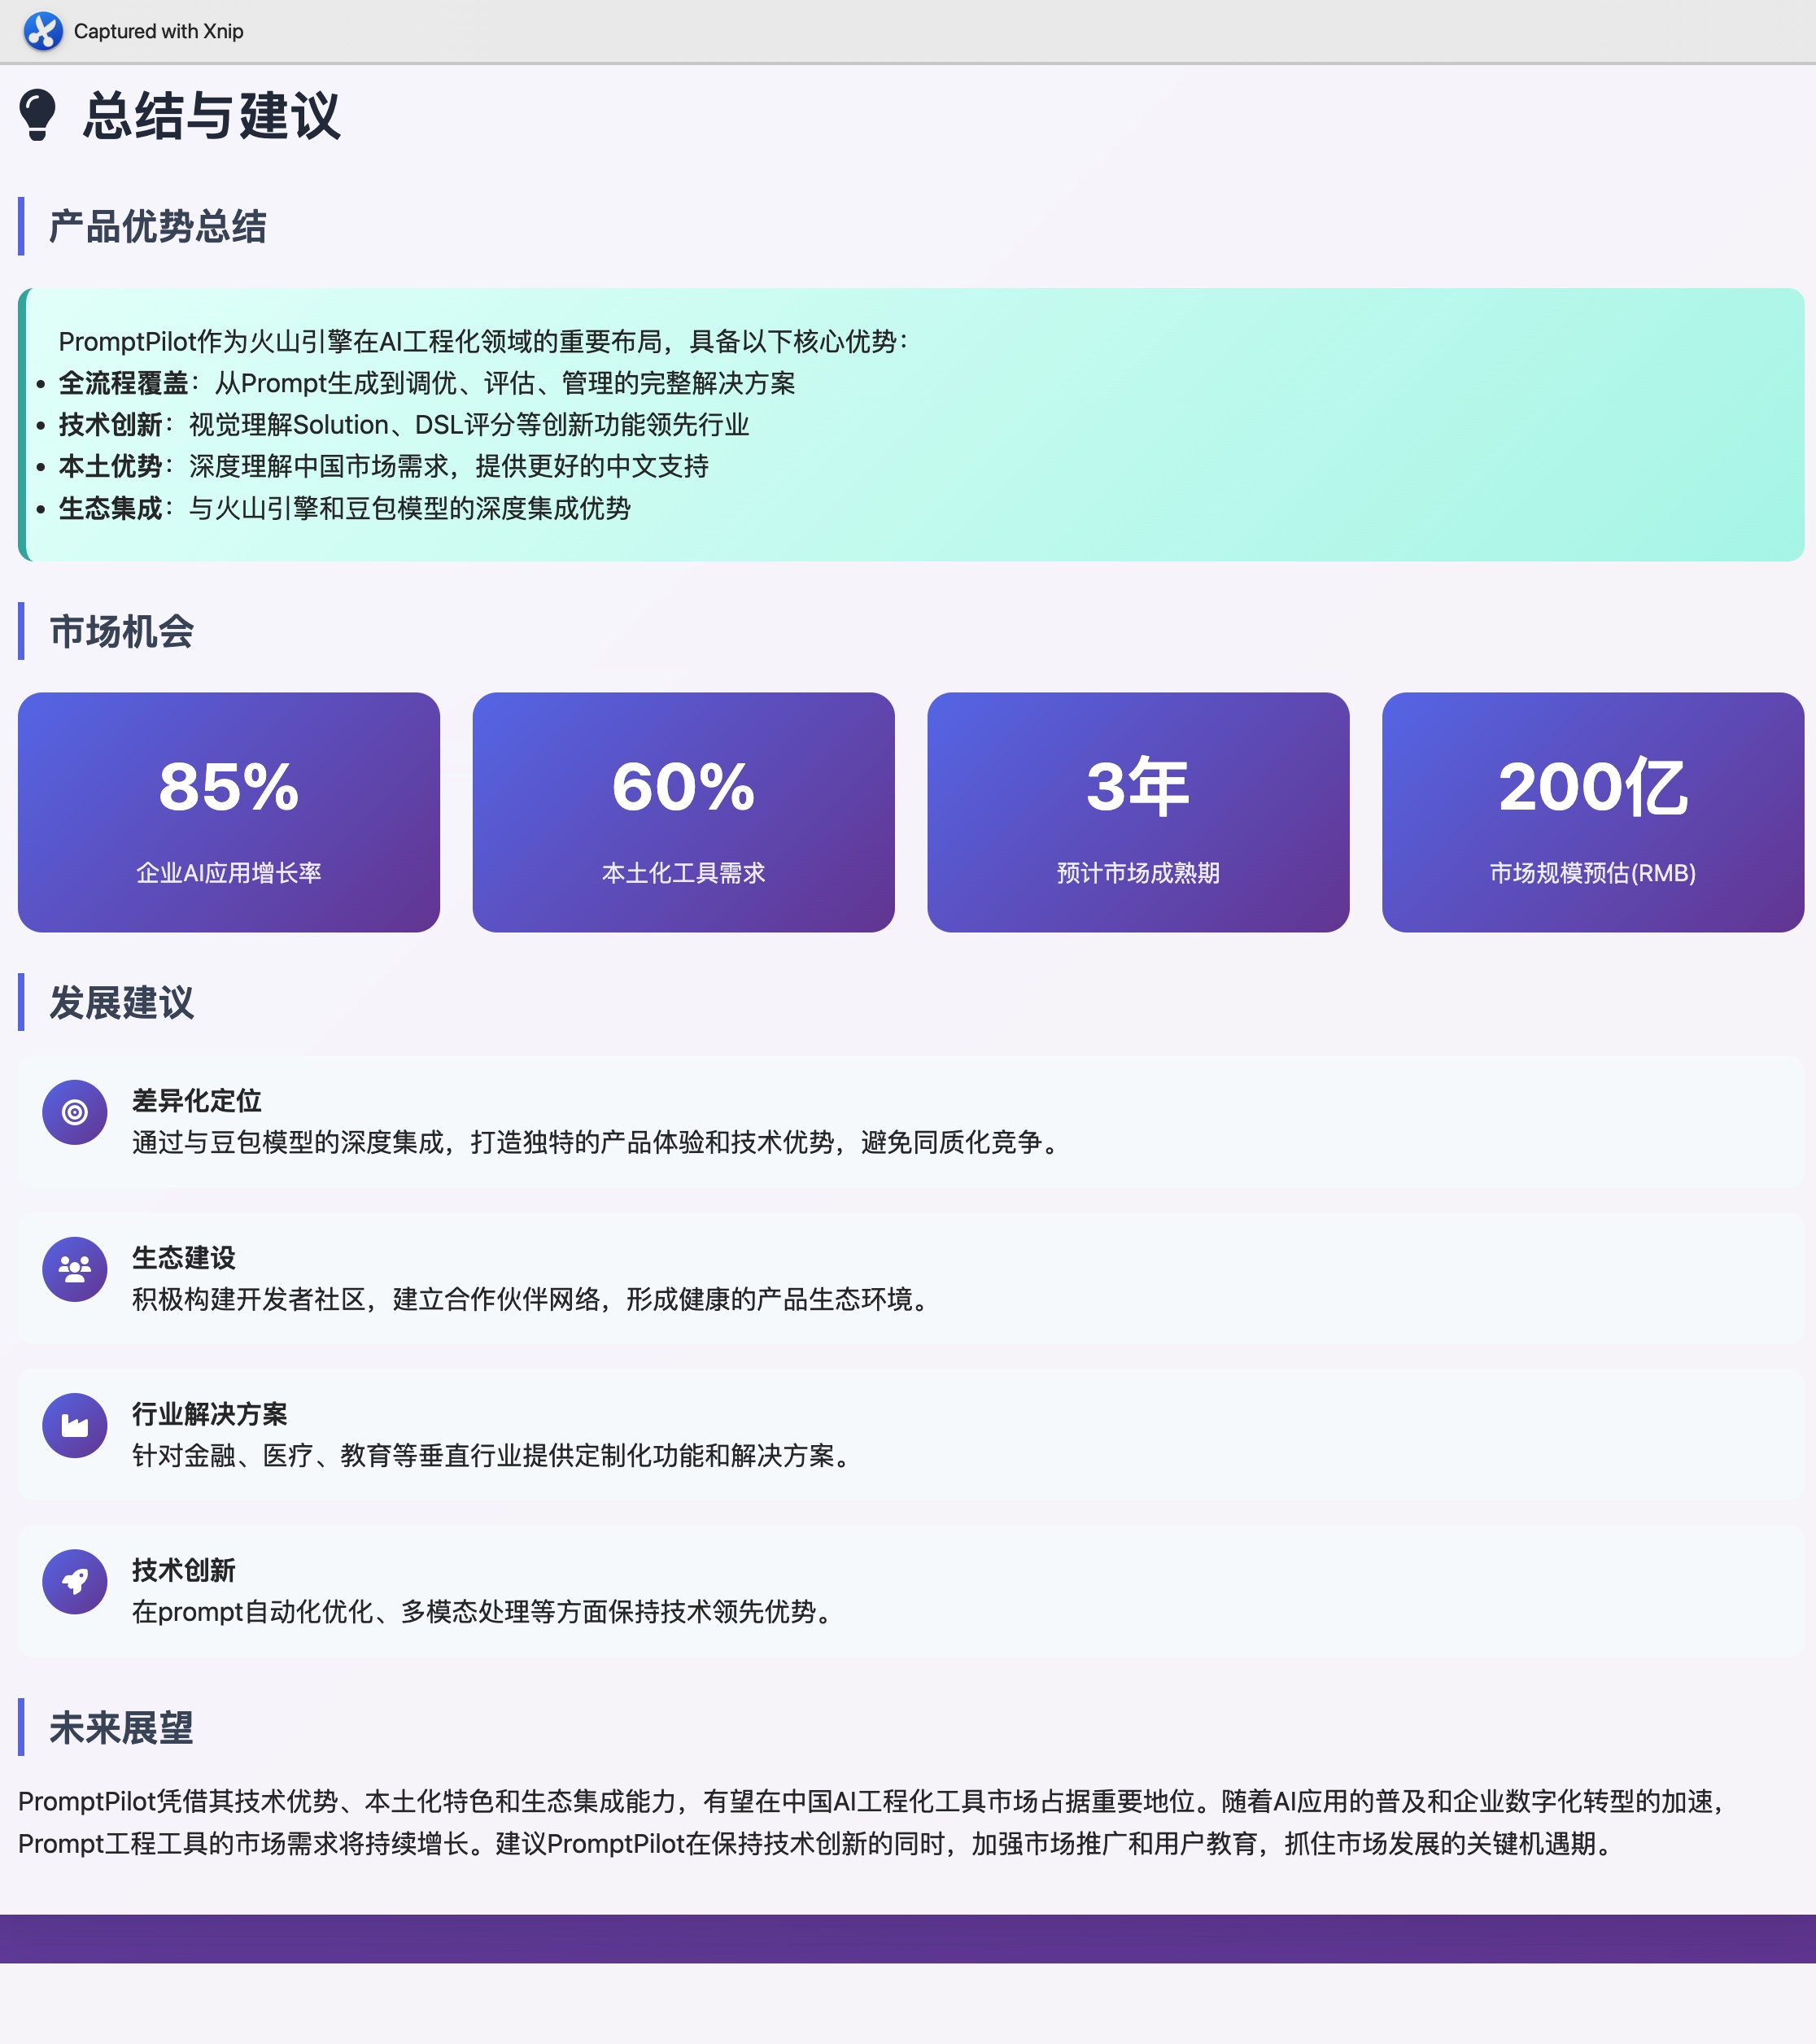 Captured with Xnip
总结与建议
产品优势总结
PromptPilot作为火山引擎在AI工程化领域的重要布局，具备以下核心优势：
• 全流程覆盖：从Prompt生成到调优、评估、管理的完整解决方案
• 技术创新：视觉理解Solution、DSL评分等创新功能领先行业
• 本土优势：深度理解中国市场需求，提供更好的中文支持
• 生态集成：与火山引擎和豆包模型的深度集成优势
市场机会
85%
企业AI应用增长率
60%
本土化工具需求
3年
预计市场成熟期
200亿
市场规模预估(RMB)
发展建议
差异化定位
通过与豆包模型的深度集成，打造独特的产品体验和技术优势，避免同质化竞争。
生态建设
积极构建开发者社区，建立合作伙伴网络，形成健康的产品生态环境。
行业解决方案
针对金融、医疗、教育等垂直行业提供定制化功能和解决方案。
技术创新
在prompt自动化优化、多模态处理等方面保持技术领先优势。
未来展望
PromptPilot凭借其技术优势、本土化特色和生态集成能力，有望在中国AI工程化工具市场占据重要地位。随着AI应用的普及和企业数字化转型的加速，
Prompt工程工具的市场需求将持续增长。建议PromptPilot在保持技术创新的同时，加强市场推广和用户教育，抓住市场发展的关键机遇期。